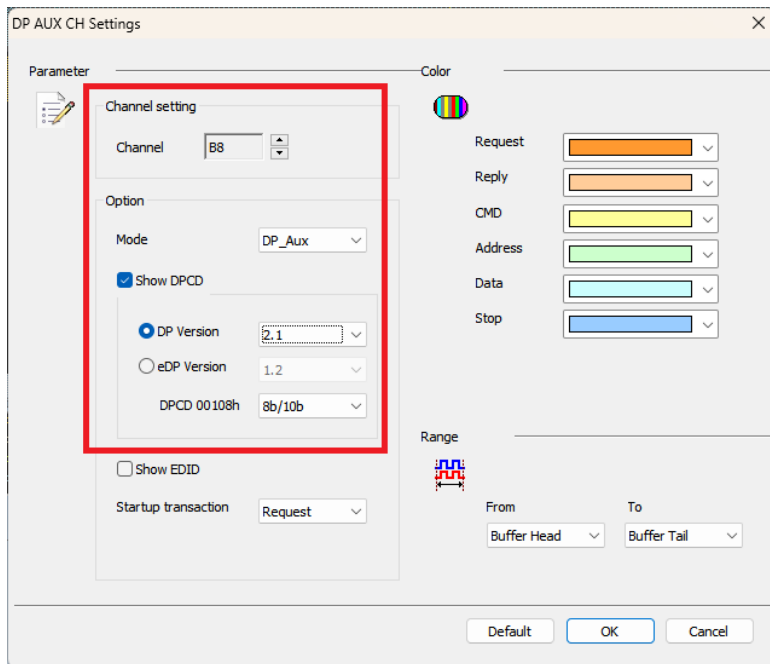 DP AUX CH Settings
Parameter
Channel setting
Channel
B8
Option
Mode
DP_Aux
Show DPCD
DP Version
2.1
eDP Version
1.2
DPCD 00108h
8b/10b
Show EDID
Startup transaction
Request
Color
Request
Reply
CMD
Address
Data
Stop
Range
From
To
Buffer Head
Buffer Tail
Default
OK
Cancel